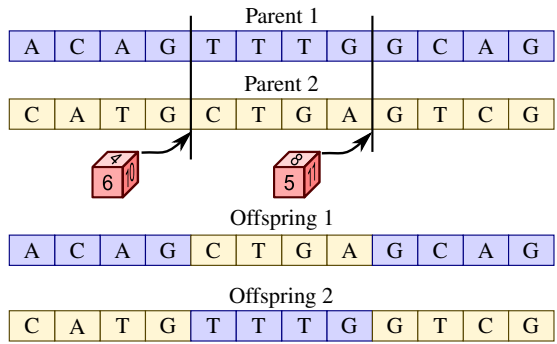 Parent 1
A C A G T T T G G C A G
Parent 2
C A T G C T G A G T C G
4 8
6 10 5 11
Offspring 1
A C A G C T G A G C A G
Offspring 2
C A T G T T T G G T C G